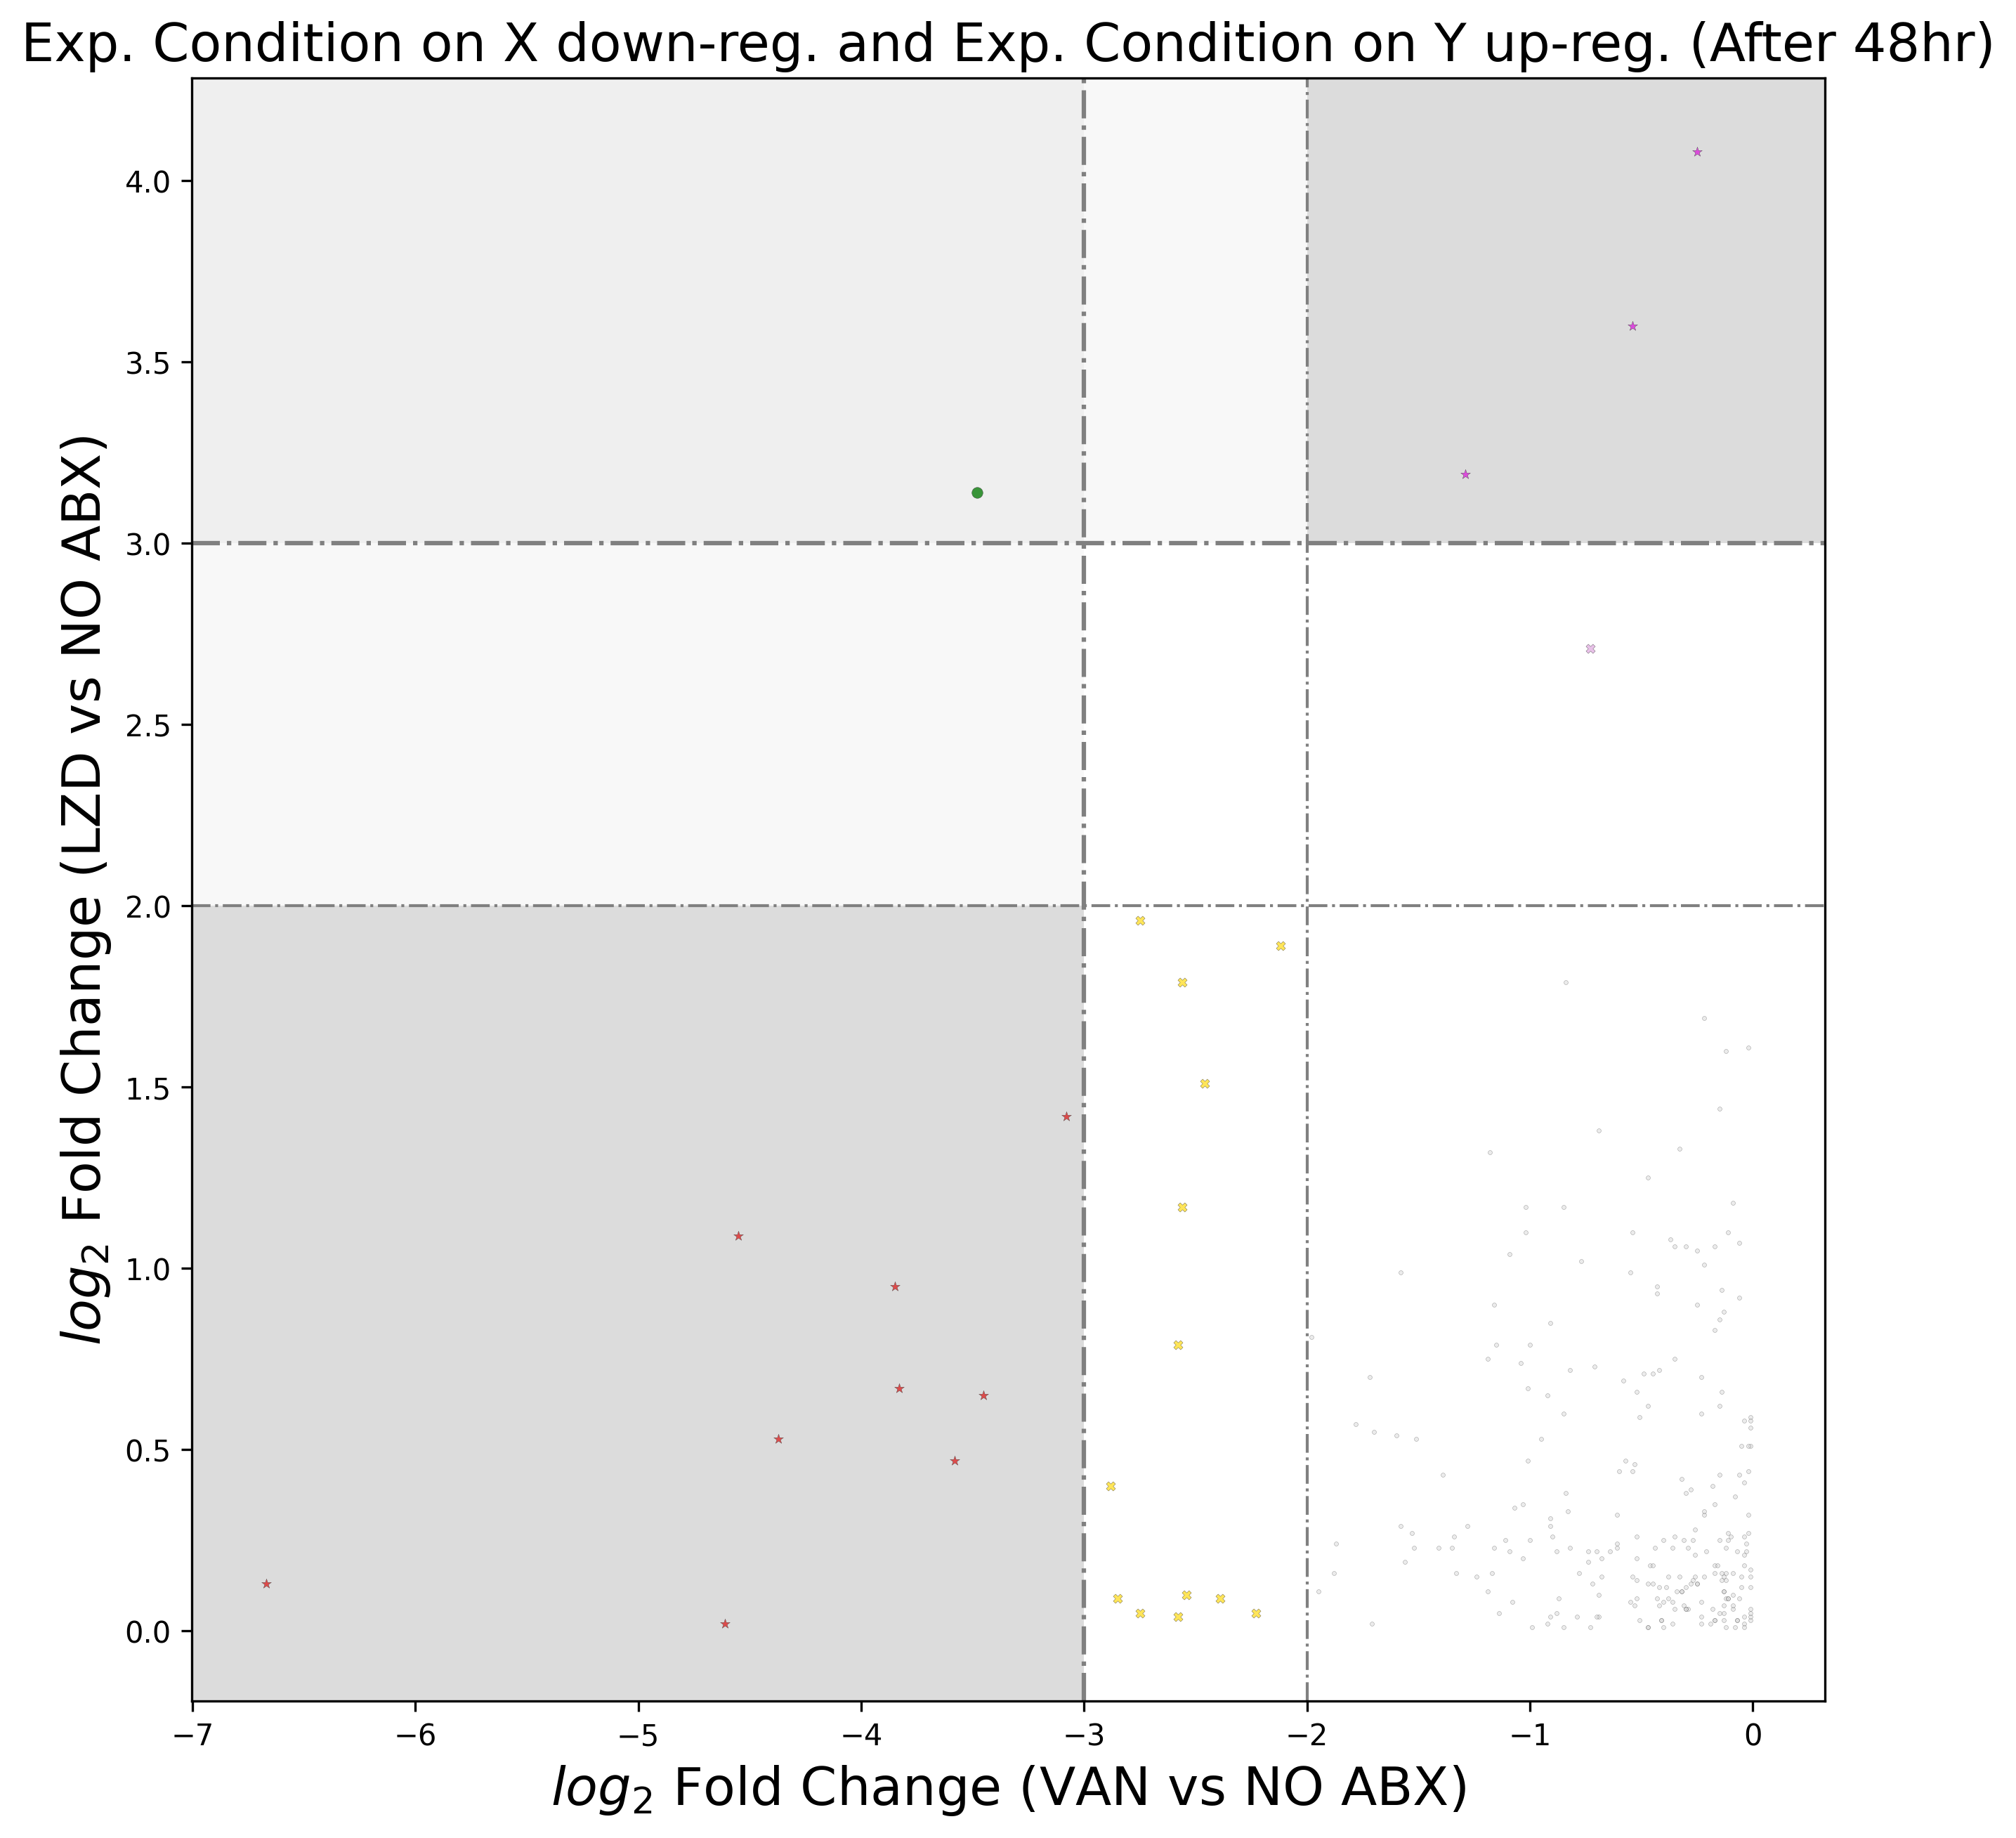 Exp. Condition on X down-reg. and Exp. Condition on Y up-reg. (After 48hr)
log₂ Fold Change (LZD vs NO ABX)
4.0
3.5
3.0
2.5
2.0
1.5
1.0
0.5
0.0
−7 −6 −5 −4 −3 −2 −1 0
log₂ Fold Change (VAN vs NO ABX)